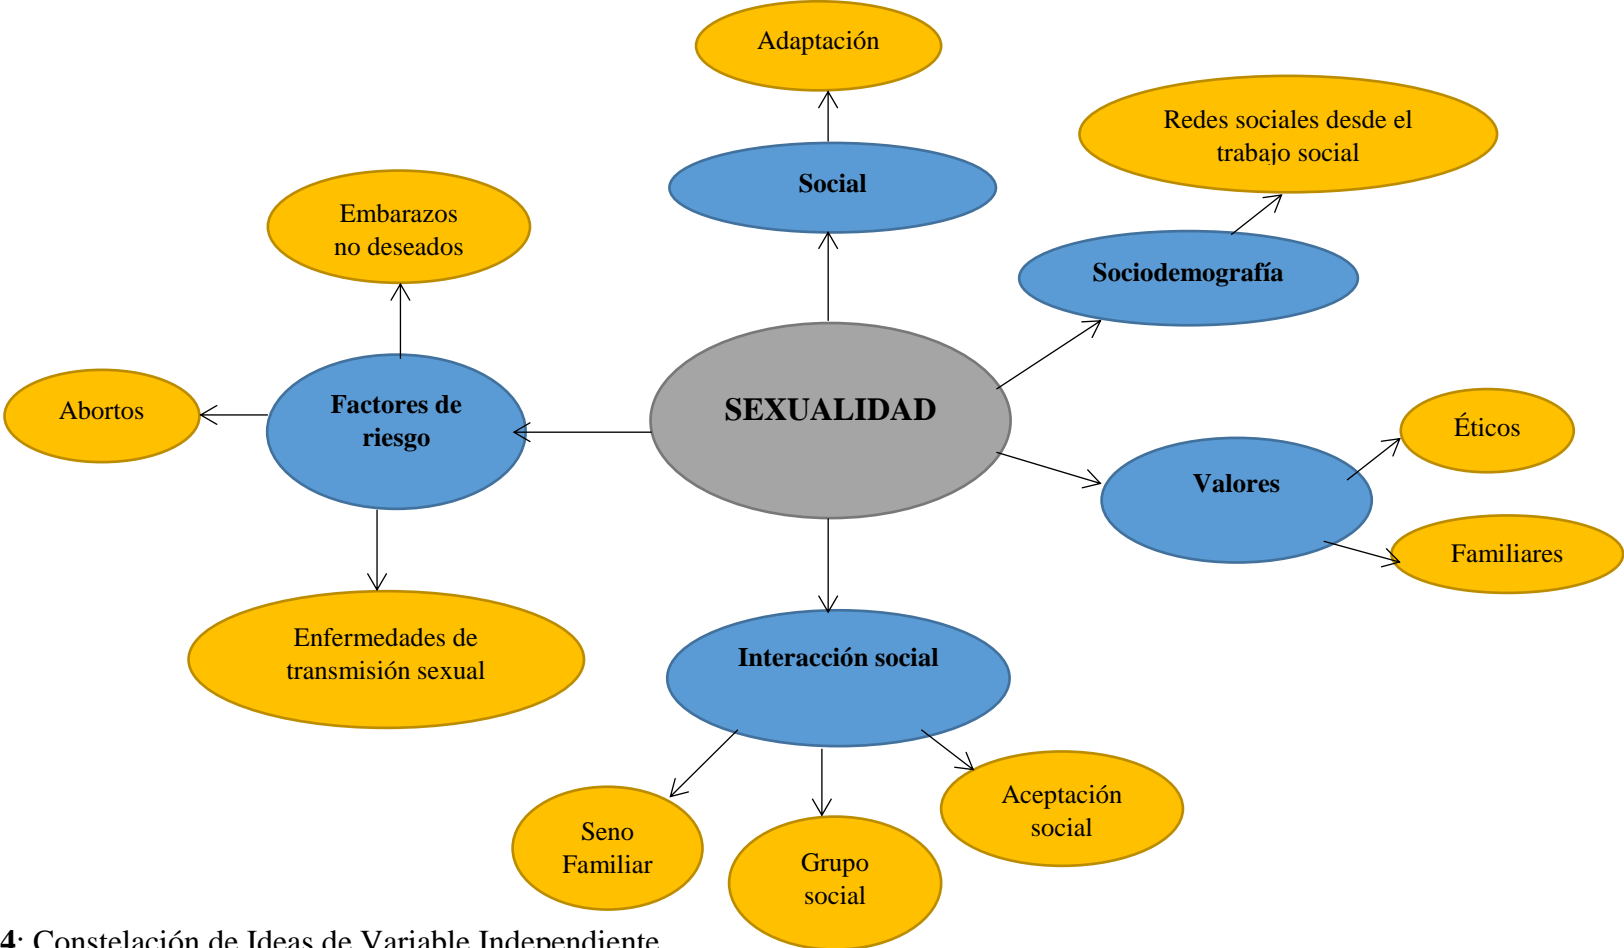 Adaptación
Redes sociales desde el
trabajo social
Social
Embarazos
no deseados
Sociodemografía
Abortos
Factores de
riesgo
SEXUALIDAD
Éticos
Valores
Familiares
Enfermedades de
transmisión sexual
Interacción social
Aceptación
social
Seno
Familiar
Grupo
social
4: Constelación de Ideas de Variable Independiente